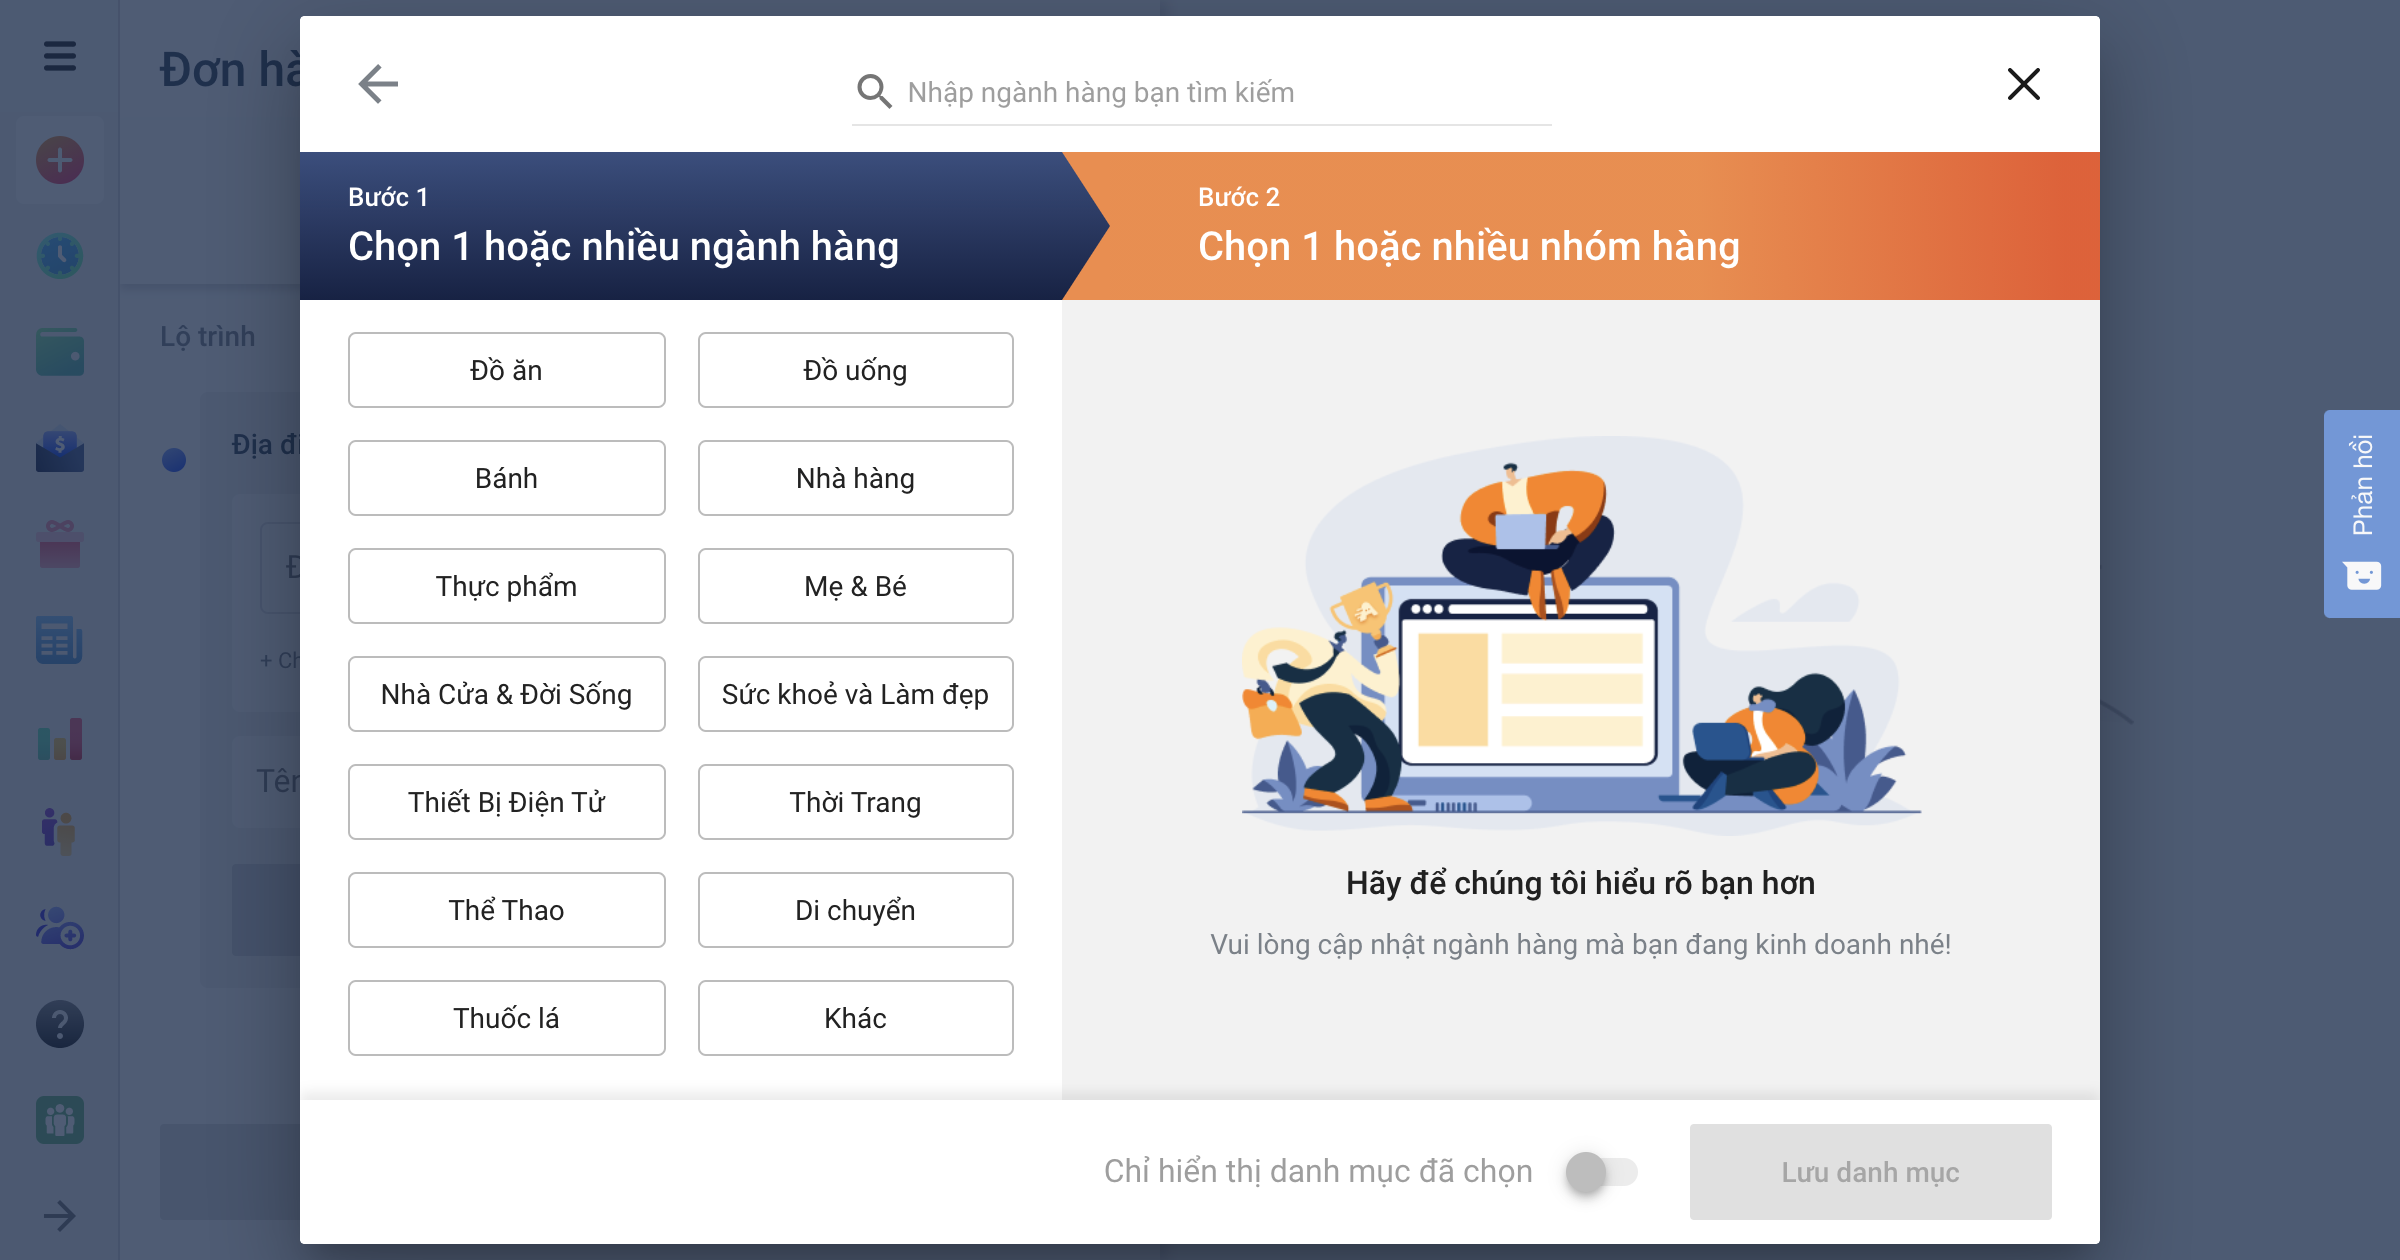 Đơn hà
Nhập ngành hàng bạn tìm kiếm
Bước 1
Chọn 1 hoặc nhiều ngành hàng
Bước 2
Chọn 1 hoặc nhiều nhóm hàng
Lộ trình
Địa đi
+ Ch
Tên
Đồ ăn
Đồ uống
Bánh
Nhà hàng
Thực phẩm
Mẹ & Bé
Nhà Cửa & Đời Sống
Sức khoẻ và Làm đẹp
Thiết Bị Điện Tử
Thời Trang
Thể Thao
Di chuyển
Thuốc lá
Khác
Hãy để chúng tôi hiểu rõ bạn hơn
Vui lòng cập nhật ngành hàng mà bạn đang kinh doanh nhé!
Phản hồi
Chỉ hiển thị danh mục đã chọn
Lưu danh mục